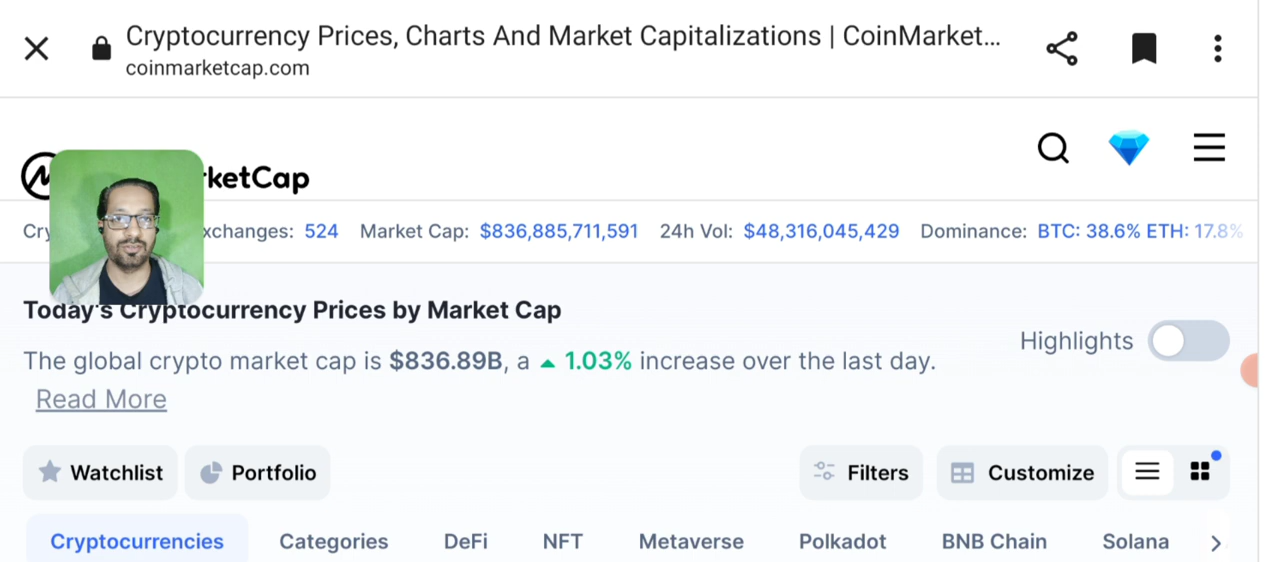 Cryptocurrency Prices, Charts And Market Capitalizations | CoinMarket...
coinmarketcap.com
rketCap
Cry xchanges: 524 Market Cap: $836,885,711,591 24h Vol: $48,316,045,429 Dominance: BTC: 38.6% ETH: 17.8%
Today's Cryptocurrency Prices by Market Cap
The global crypto market cap is $836.89B, a ▲ 1.03% increase over the last day.
Highlights
Read More
Watchlist Portfolio Filters Customize
Cryptocurrencies Categories DeFi NFT Metaverse Polkadot BNB Chain Solana